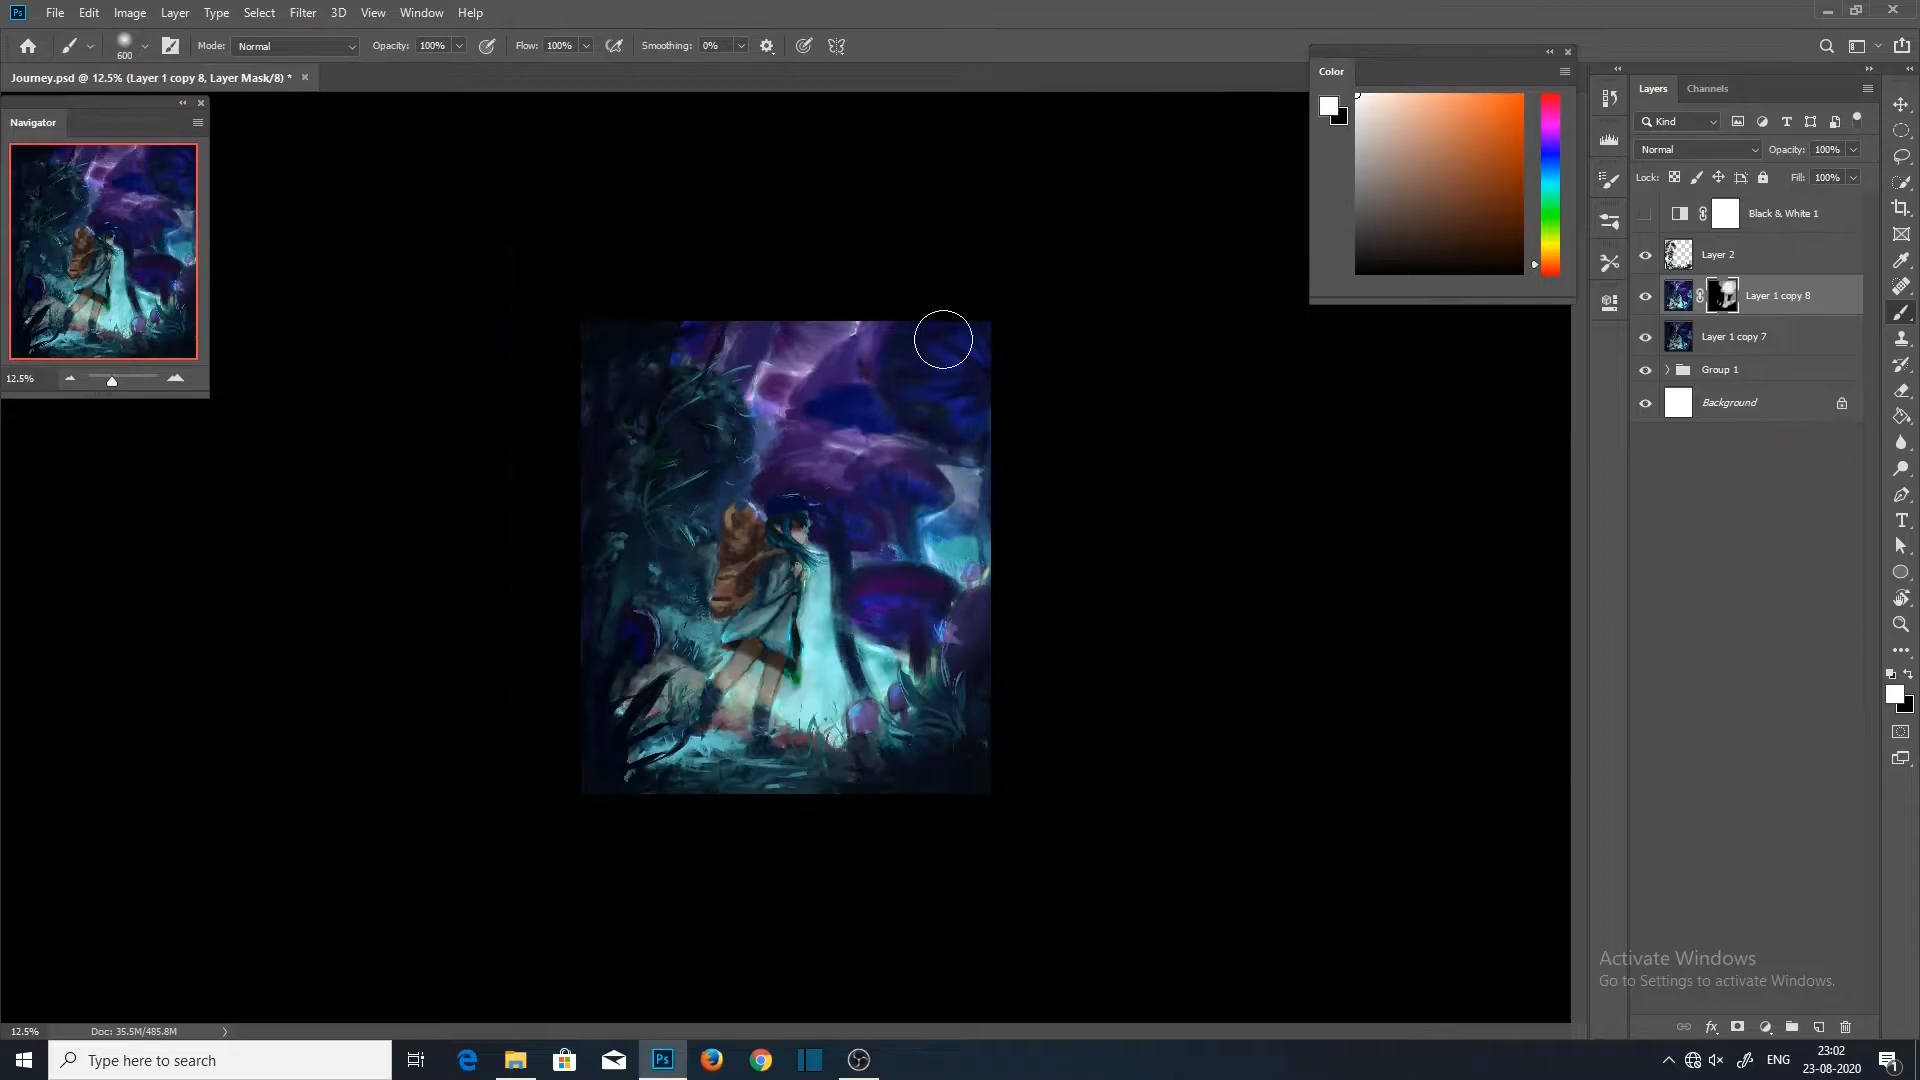 Ps File Edit Image Layer Type Select Filter 3D View Window Help
600 Mode: Normal Opacity: 100% Flow: 100% Smoothing: 0%
Journey.psd @ 12.5% (Layer 1 copy 8, Layer Mask/8) *
Navigator
12.5%
Color
Layers Channels
Kind
Normal Opacity: 100%
Lock: Fill: 100%
Black & White 1
Layer 2
Layer 1 copy 8
Layer 1 copy 7
Group 1
Background
Activate Windows
Go to Settings to activate Windows.
12.5% Doc: 35.5M/485.8M
Type here to search
Ps
ENG
23:02
23-08-2020
1